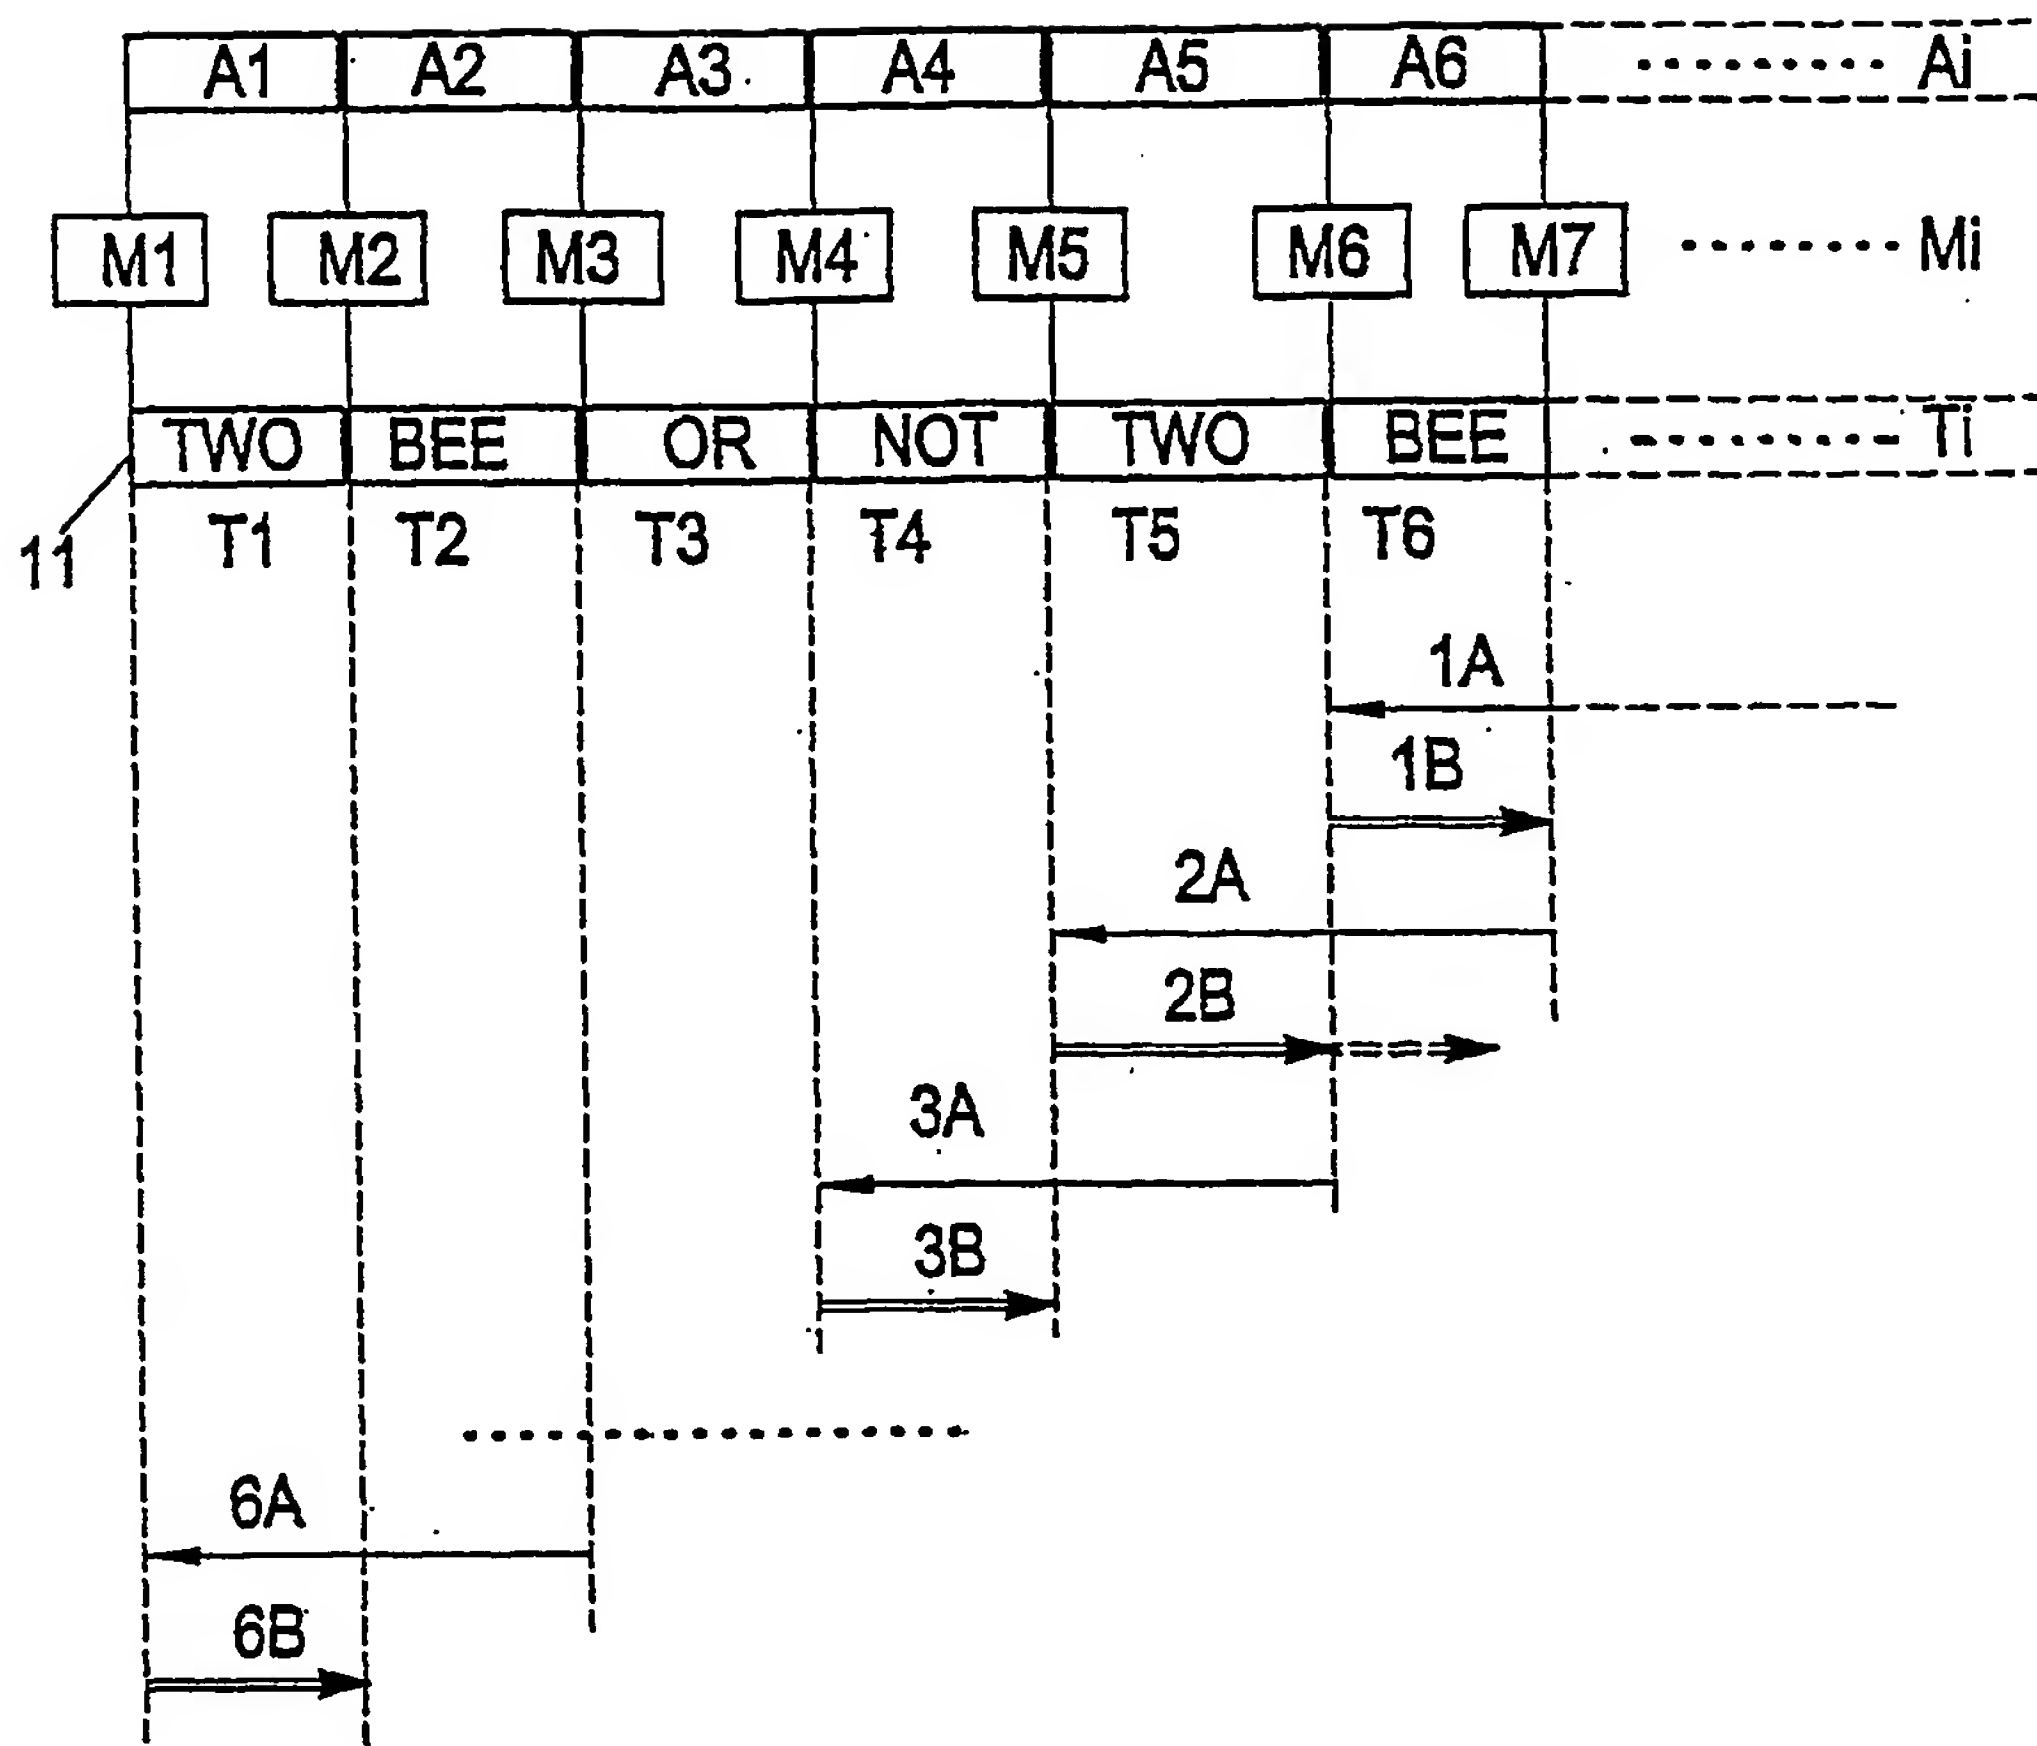 A1 A2 A3 A4 A5 A6 Ai
M1 M2 M3 M4 M5 M6 M7 Mi
TWO BEE OR NOT TWO BEE Ti
11 T1 T2 T3 T4 T5 T6
1A
1B
2A
2B
3A
3B
6A
6B